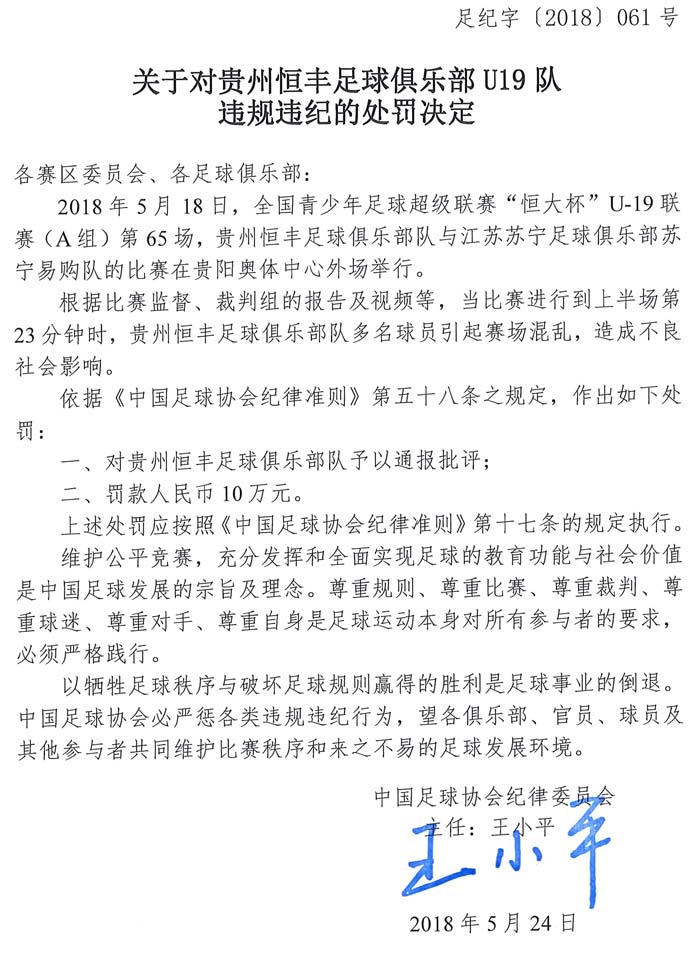 足纪字〔2018〕061号
关于对贵州恒丰足球俱乐部U19队
违规违纪的处罚决定
各赛区委员会、各足球俱乐部：
2018年5月18日，全国青少年足球超级联赛“恒大杯”U-19联
赛（A组）第65场，贵州恒丰足球俱乐部队与江苏苏宁足球俱乐部苏
宁易购队的比赛在贵阳奥体中心外场举行。
根据比赛监督、裁判组的报告及视频等，当比赛进行到上半场第
23分钟时，贵州恒丰足球俱乐部队多名球员引起赛场混乱，造成不良
社会影响。
依据《中国足球协会纪律准则》第五十八条之规定，作出如下处
罚：
一、对贵州恒丰足球俱乐部队予以通报批评；
二、罚款人民币10万元。
上述处罚应按照《中国足球协会纪律准则》第十七条的规定执行。
维护公平竞赛，充分发挥和全面实现足球的教育功能与社会价值
是中国足球发展的宗旨及理念。尊重规则、尊重比赛、尊重裁判、尊
重球迷、尊重对手、尊重自身是足球运动本身对所有参与者的要求，
必须严格践行。
以牺牲足球秩序与破坏足球规则赢得的胜利是足球事业的倒退。
中国足球协会必严惩各类违规违纪行为，望各俱乐部、官员、球员及
其他参与者共同维护比赛秩序和来之不易的足球发展环境。
中国足球协会纪律委员会
主任：王小平
王小平
2018年5月24日